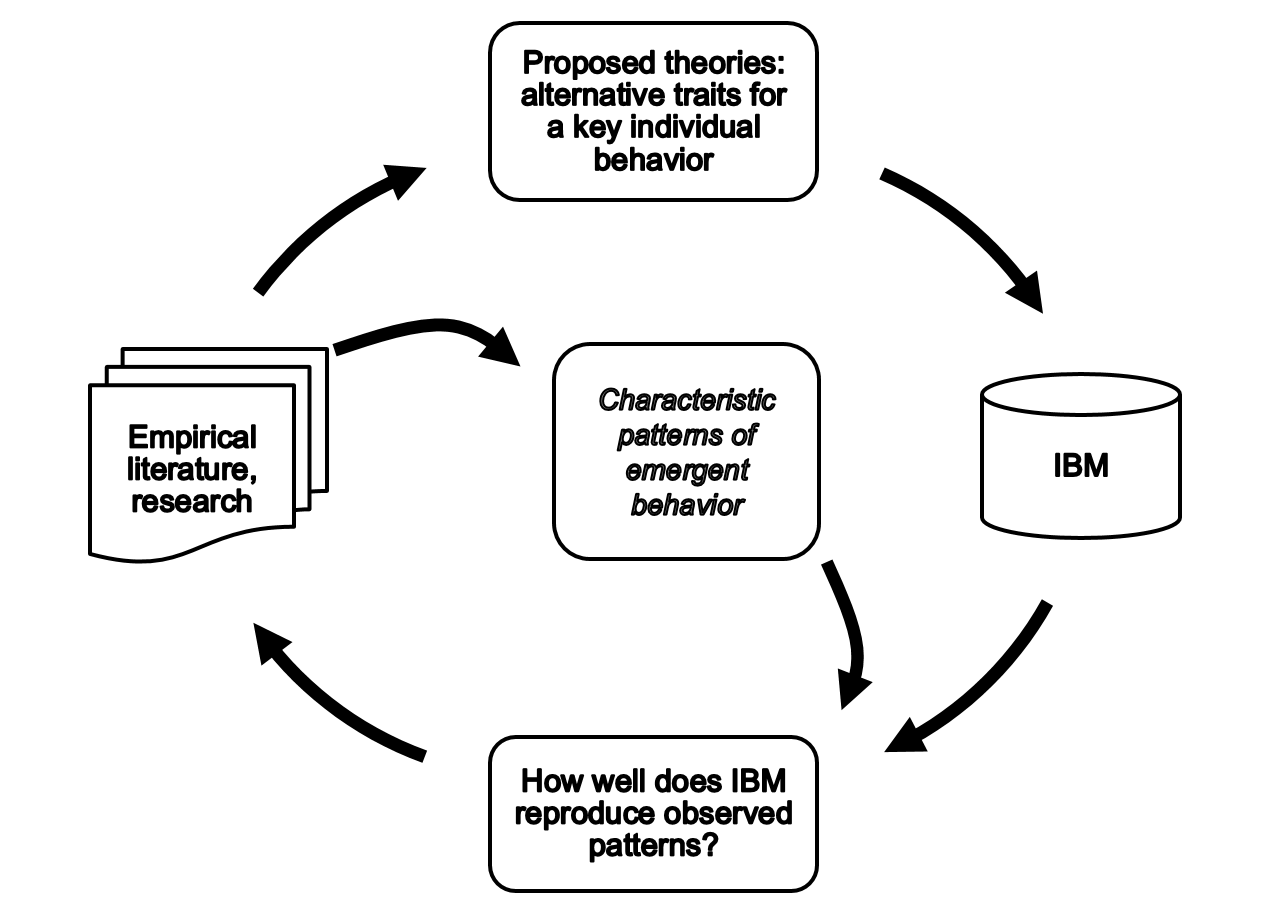 Proposed theories:
alternative traits for
a key individual
behavior
Empirical
literature,
research
Characteristic
patterns of
emergent
behavior
IBM
How well does IBM
reproduce observed
patterns?